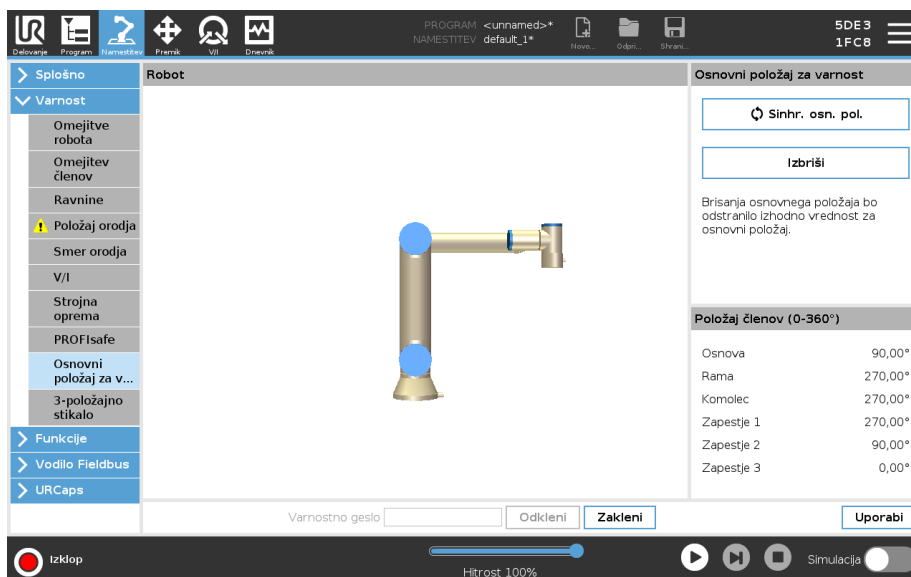 PROGRAM <unnamed>*
NAMESTITEV default_1*
Delovanje
Program
Namestitev
Premik
V/I
Dnevnik
Novo...
Odpri...
Shrani...
5DE3
1FC8
Splošno
Varnost
Omejitve
robota
Omejitev
členov
Ravnine
Položaj orodja
Smer orodja
V/I
Strojna
oprema
PROFIsafe
Osnovni
položaj za v...
3-položajno
stikalo
Funkcije
Vodilo Fieldbus
URCaps
Robot
Osnovni položaj za varnost
Sinhr. osn. pol.
Izbriši
Brisanja osnovnega položaja bo
odstranilo izhodno vrednost za
osnovni položaj.
Položaj členov (0-360°)
Osnova 90,00°
Rama 270,00°
Komolec 270,00°
Zapestje 1 270,00°
Zapestje 2 90,00°
Zapestje 3 0,00°
Varnostno geslo
Odkleni
Zakleni
Uporabi
Izklop
Hitrost 100%
Simulacija